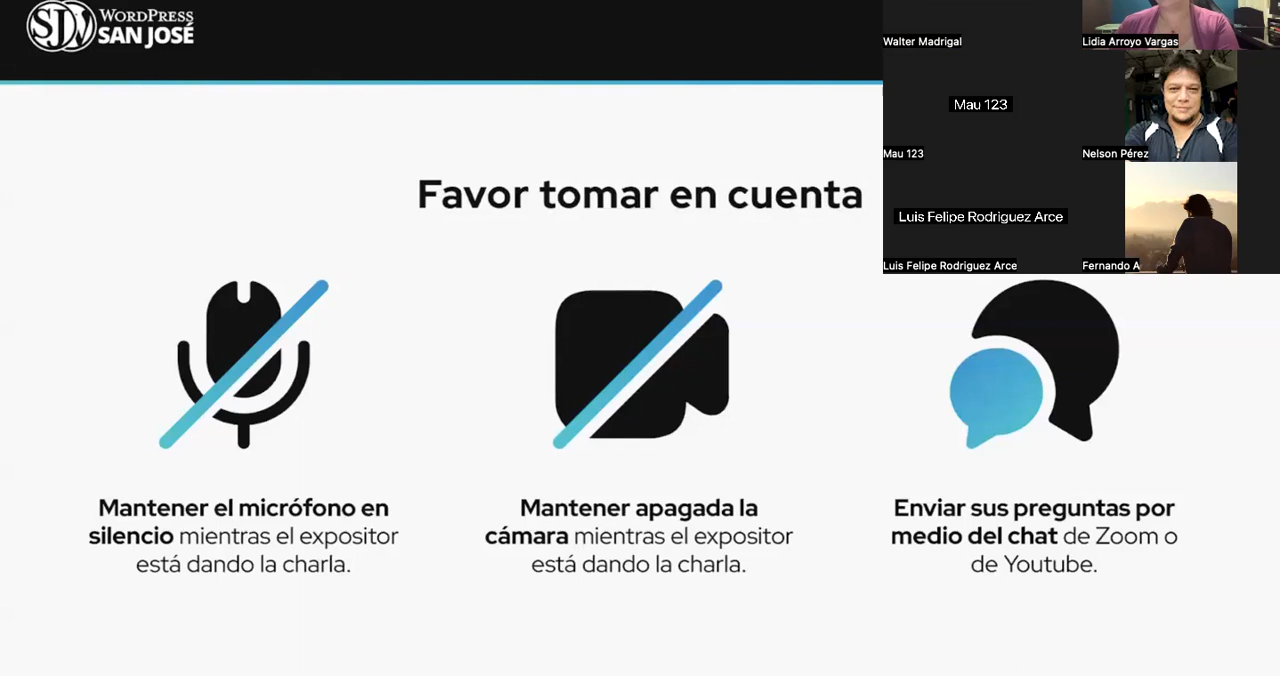 WORDPRESS
SAN JOSÉ
Walter Madrigal
Lidia Arroyo Vargas
Mau 123
Mau 123
Nelson Pérez
Luis Felipe Rodriguez Arce
Luis Felipe Rodriguez Arce
Fernando A
Favor tomar en cuenta
Mantener el micrófono en
silencio mientras el expositor
está dando la charla.
Mantener apagada la
cámara mientras el expositor
está dando la charla.
Enviar sus preguntas por
medio del chat de Zoom o
de Youtube.